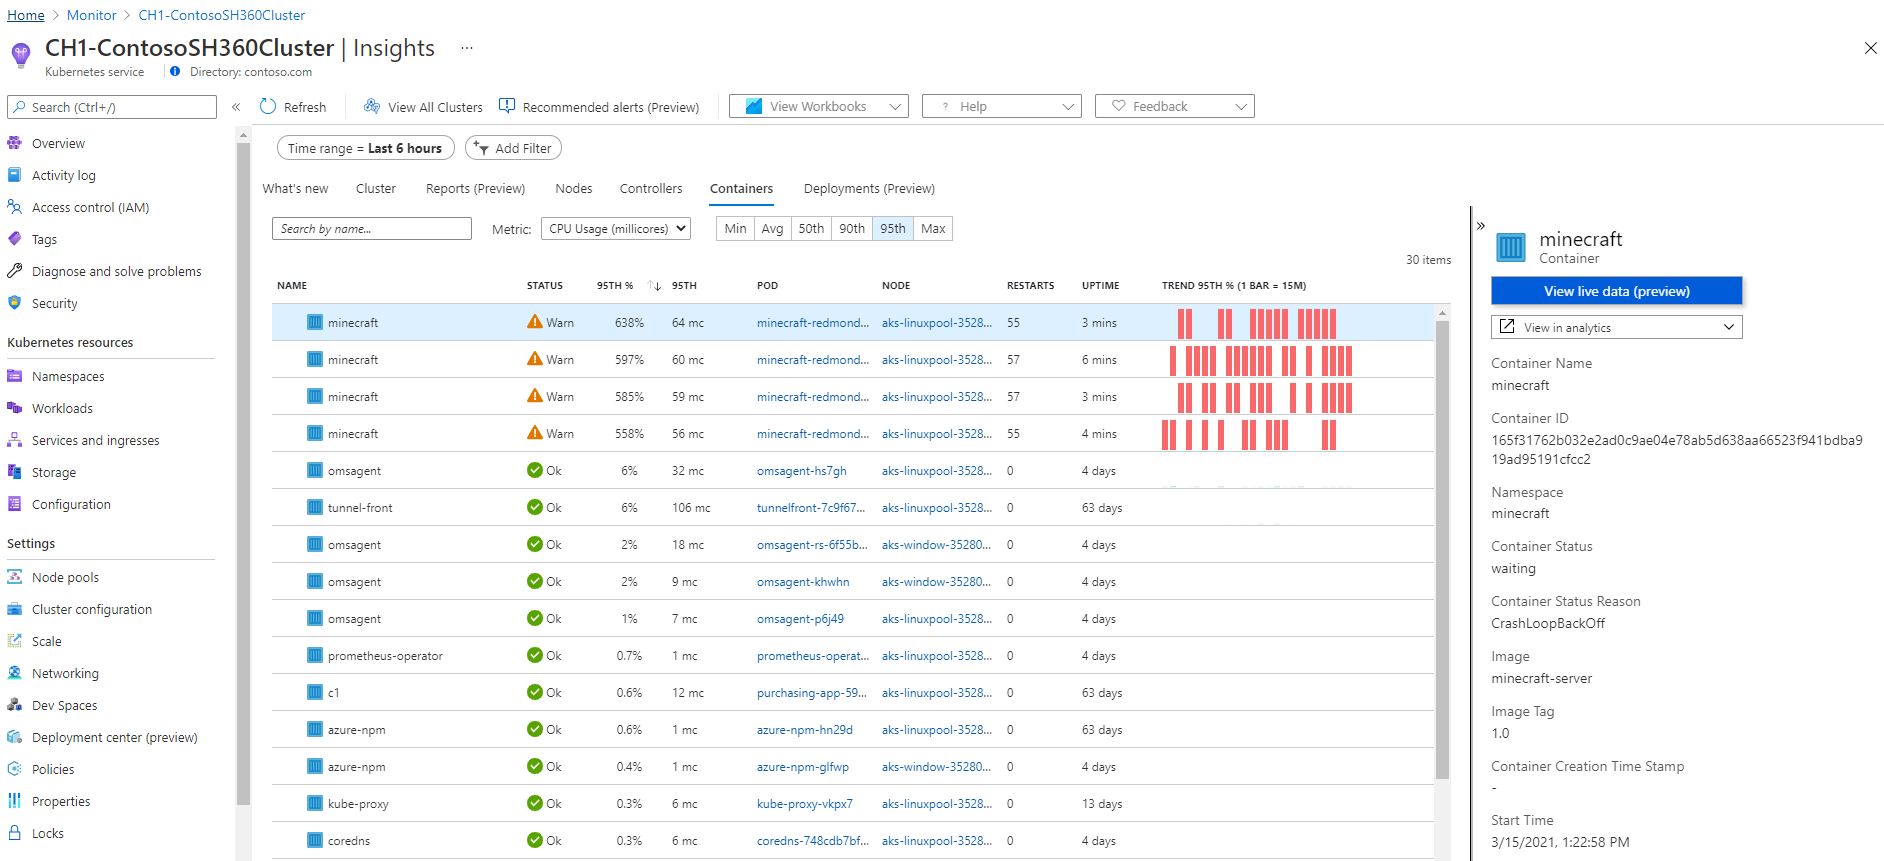 Home > Monitor > CH1-ContosoSH360Cluster
CH1-ContosoSH360Cluster | Insights ...
Kubernetes service
Directory: contoso.com
Search (Ctrl+/)
«
Overview
Activity log
Access control (IAM)
Tags
Diagnose and solve problems
Security
Kubernetes resources
Namespaces
Workloads
Services and ingresses
Storage
Configuration
Settings
Node pools
Cluster configuration
Scale
Networking
Dev Spaces
Deployment center (preview)
Policies
Properties
Locks
Refresh
View All Clusters
Recommended alerts (Preview)
View Workbooks
? Help
Feedback
Time range = Last 6 hours
Add Filter
What's new
Cluster
Reports (Preview)
Nodes
Controllers
Containers
Deployments (Preview)
Search by name...
Metric: CPU Usage (millicores)
Min Avg 50th 90th 95th Max
30 items
NAME STATUS 95TH % 95TH POD NODE RESTARTS UPTIME TREND 95TH % (1 BAR = 15M)
minecraft Warn 638% 64 mc minecraft-redmond... aks-linuxpool-3528... 55 3 mins
minecraft Warn 597% 60 mc minecraft-redmond... aks-linuxpool-3528... 57 6 mins
minecraft Warn 585% 59 mc minecraft-redmond... aks-linuxpool-3528... 57 3 mins
minecraft Warn 558% 56 mc minecraft-redmond... aks-linuxpool-3528... 55 4 mins
omsagent Ok 6% 32 mc omsagent-hs7gh aks-linuxpool-3528... 0 4 days
tunnel-front Ok 6% 106 mc tunnelfront-7c9f67... aks-linuxpool-3528... 0 63 days
omsagent Ok 2% 18 mc omsagent-rs-6f55b... aks-window-35280... 0 4 days
omsagent Ok 2% 9 mc omsagent-khwhn aks-window-35280... 0 4 days
omsagent Ok 1% 7 mc omsagent-p6j49 aks-linuxpool-3528... 0 4 days
prometheus-operator Ok 0.7% 1 mc prometheus-operat... aks-linuxpool-3528... 0 4 days
c1 Ok 0.6% 12 mc purchasing-app-59... aks-linuxpool-3528... 0 63 days
azure-npm Ok 0.6% 1 mc azure-npm-hn29d aks-linuxpool-3528... 0 63 days
azure-npm Ok 0.4% 1 mc azure-npm-glfwp aks-window-35280... 0 4 days
kube-proxy Ok 0.3% 6 mc kube-proxy-vkpx7 aks-linuxpool-3528... 0 13 days
coredns Ok 0.3% 6 mc coredns-748cdb7bf... aks-linuxpool-3528... 0 4 days
»
minecraft
Container
View live data (preview)
View in analytics
Container Name
minecraft
Container ID
165f31762b032e2ad0c9ae04e78ab5d638aa66523f941bdba9
19ad95191cfcc2
Namespace
minecraft
Container Status
waiting
Container Status Reason
CrashLoopBackOff
Image
minecraft-server
Image Tag
1.0
Container Creation Time Stamp
-
Start Time
3/15/2021, 1:22:58 PM